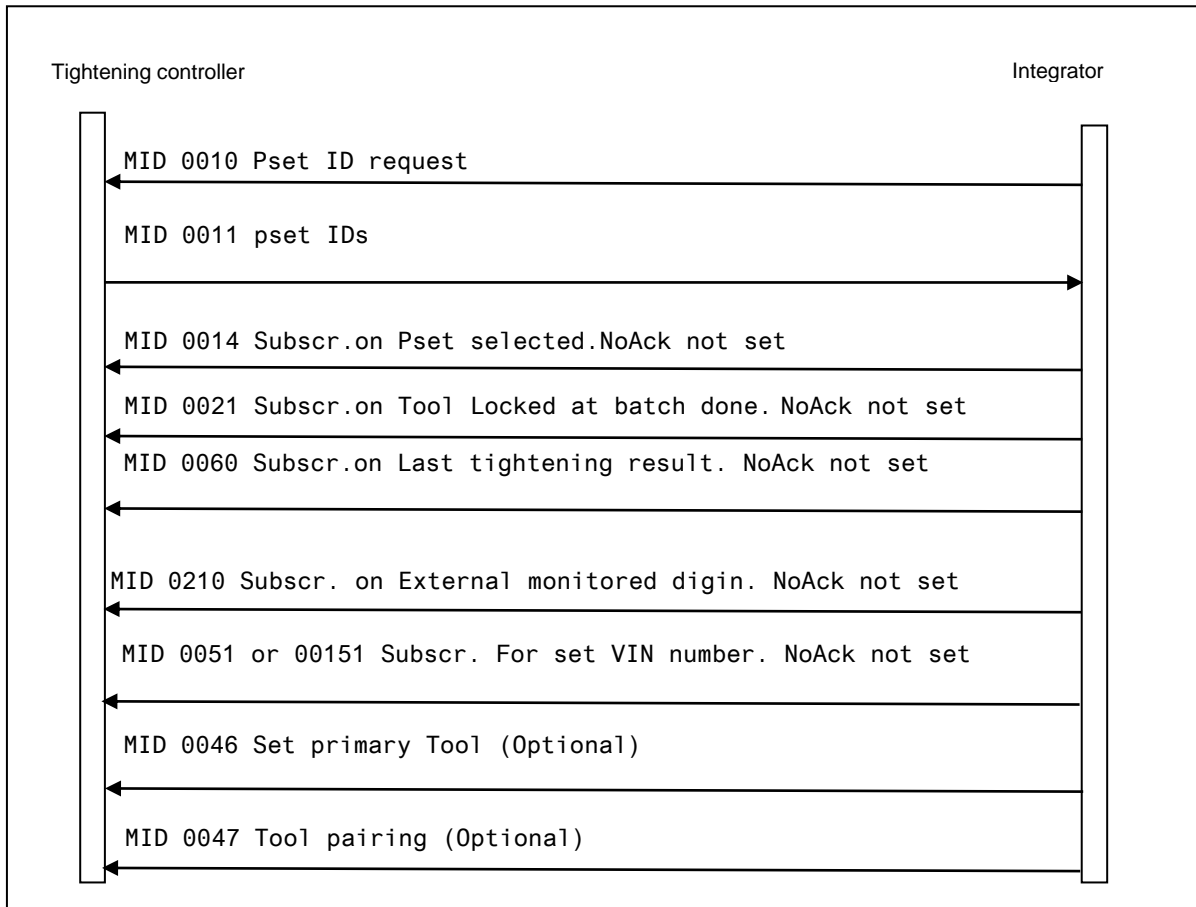 Tightening controller
Integrator
MID 0010 Pset ID request
MID 0011 pset IDs
MID 0014 Subscr.on Pset selected.NoAck not set
MID 0021 Subscr.on Tool Locked at batch done. NoAck not set
MID 0060 Subscr.on Last tightening result. NoAck not set
MID 0210 Subscr. on External monitored digin. NoAck not set
MID 0051 or 00151 Subscr. For set VIN number. NoAck not set
MID 0046 Set primary Tool (Optional)
MID 0047 Tool pairing (Optional)